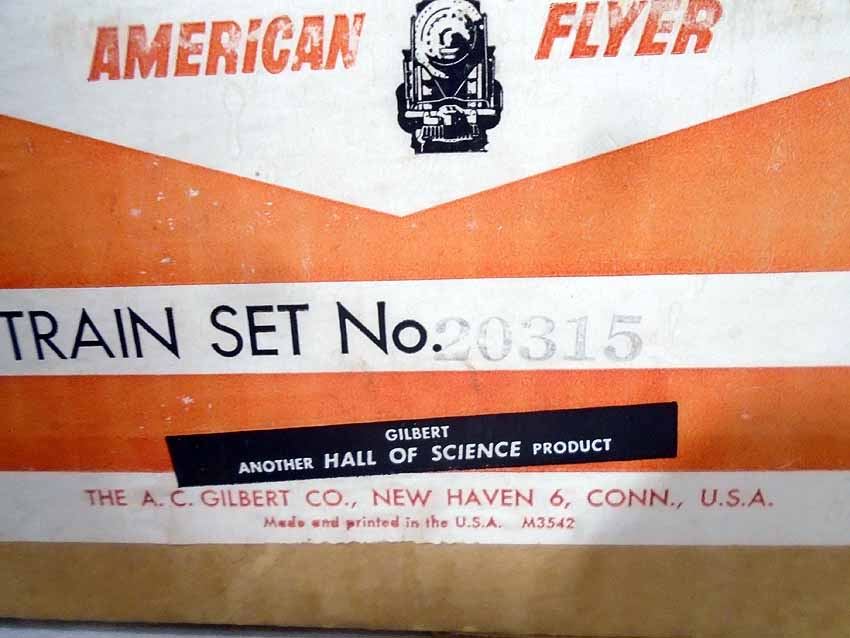 AMERICAN FLYER
TRAIN SET No. 20315
GILBERT
ANOTHER HALL OF SCIENCE PRODUCT
THE A. C. GILBERT CO., NEW HAVEN 6, CONN., U.S.A.
Made and printed in the U.S.A. M3542